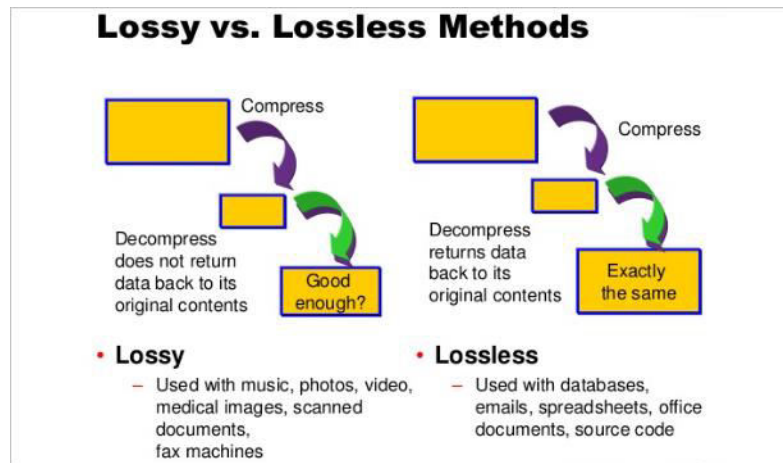 Lossy vs. Lossless Methods
Compress
Decompress
does not return
data back to its
original contents
Good
enough?
Compress
Decompress
returns data
back to its
original contents
Exactly
the same
• Lossy
– Used with music, photos, video,
medical images, scanned
documents,
fax machines
• Lossless
– Used with databases,
emails, spreadsheets, office
documents, source code